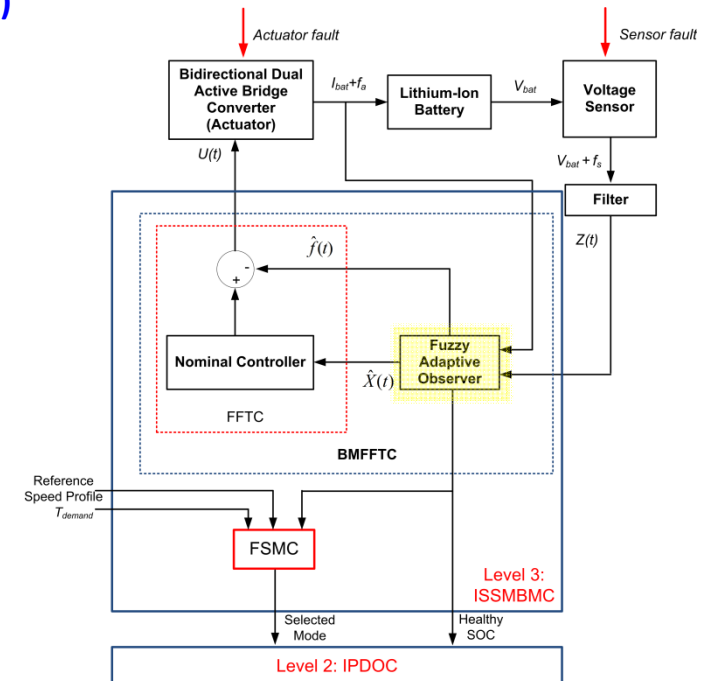 )
Actuator fault
Sensor fault
Bidirectional Dual
Active Bridge
Converter
(Actuator)
I_bat+f_a
Lithium-Ion
Battery
V_bat
Voltage
Sensor
U(t)
V_bat + f_s
Filter
Z(t)
f̂(t)
-
+
Nominal Controller
Fuzzy
Adaptive
Observer
X̂(t)
FFTC
BMFFTC
Reference
Speed Profile
T_demand
FSMC
Level 3:
ISSMBMC
Selected
Mode
Healthy
SOC
Level 2: IPDOC